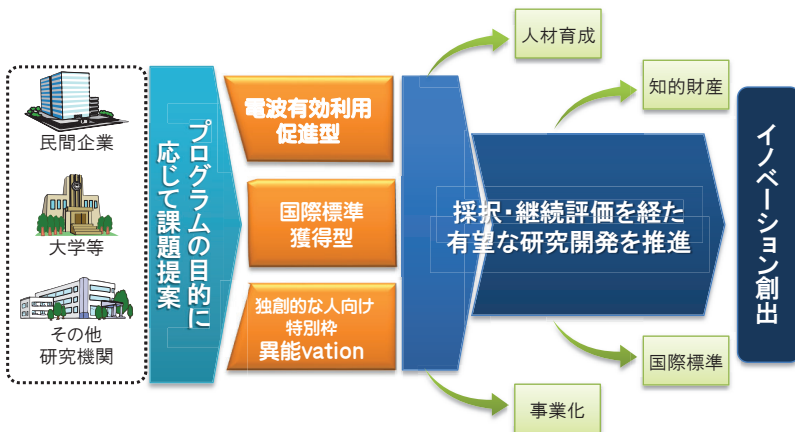 民間企業
大学等
その他
研究機関
プログラムの目的に
応じて課題提案
電波有効利用
促進型
国際標準
獲得型
独創的な人向け
特別枠
異能vation
人材育成
知的財産
採択・継続評価を経た
有望な研究開発を推進
国際標準
事業化
イノベーション創出